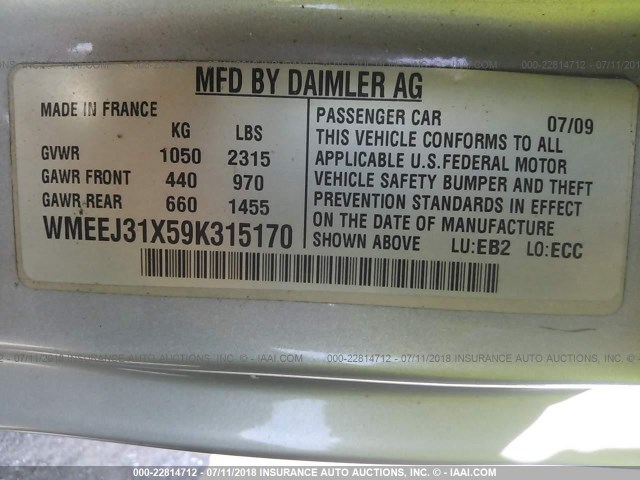 MFD BY DAIMLER AG
MADE IN FRANCE
KG LBS
GVWR 1050 2315
GAWR FRONT 440 970
GAWR REAR 660 1455
WMEEJ31X59K315170
PASSENGER CAR 07/09
THIS VEHICLE CONFORMS TO ALL
APPLICABLE U.S.FEDERAL MOTOR
VEHICLE SAFETY BUMPER AND THEFT
PREVENTION STANDARDS IN EFFECT
ON THE DATE OF MANUFACTURE
SHOWN ABOVE LU:EB2 LO:ECC
000-22814712 - 07/11/2018 INSURANCE AUTO AUCTIONS INC. © - IAAI.COM
000-22814712 - 07/11/2018 INSURANCE AUTO AUCTIONS INC. © - IAAI.COM